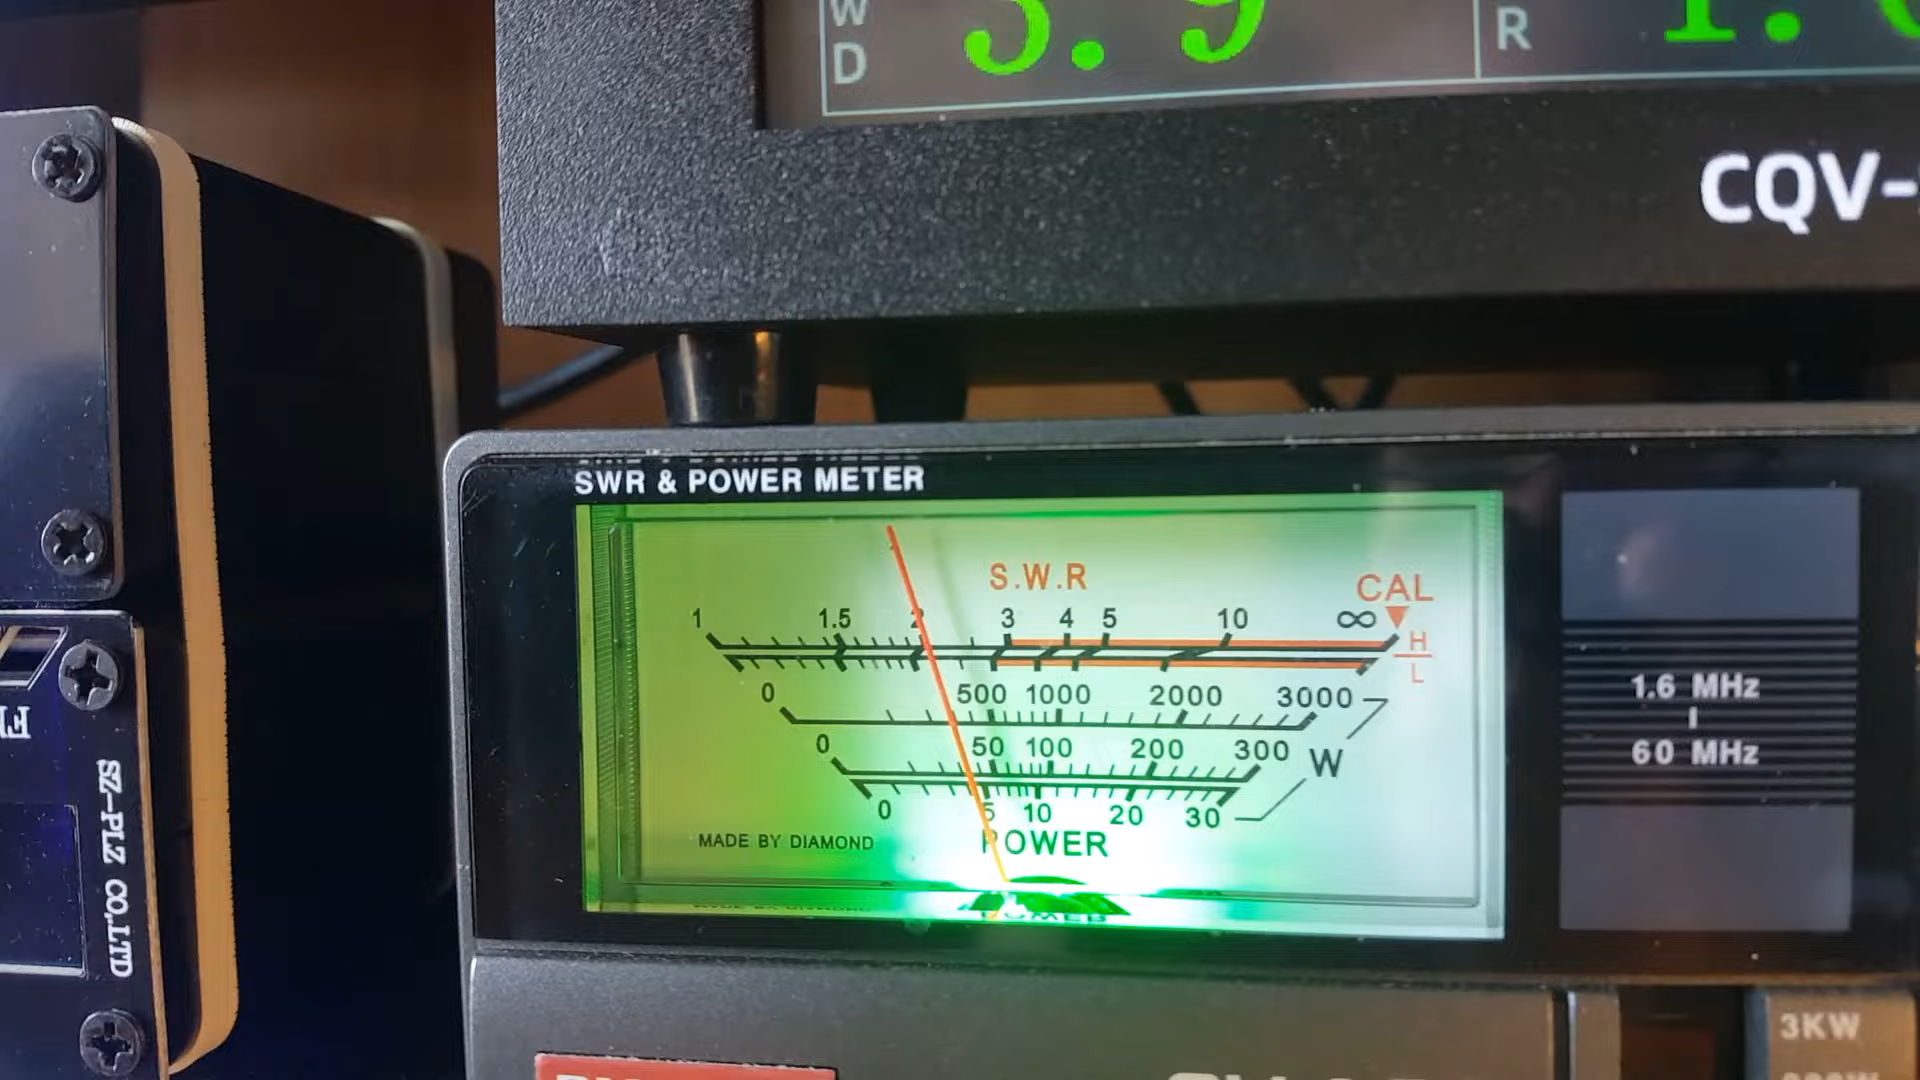 W
D
3.9
R
1.
CQV-
SWR & POWER METER
S.W.R
CAL
1 1.5 2 3 4 5 10 ∞
H
L
0 500 1000 2000 3000
0 50 100 200 300
W
0 5 10 20 30
MADE BY DIAMOND
POWER
1.6 MHz
60 MHz
SZ-PLZ CO,.LTD
3KW